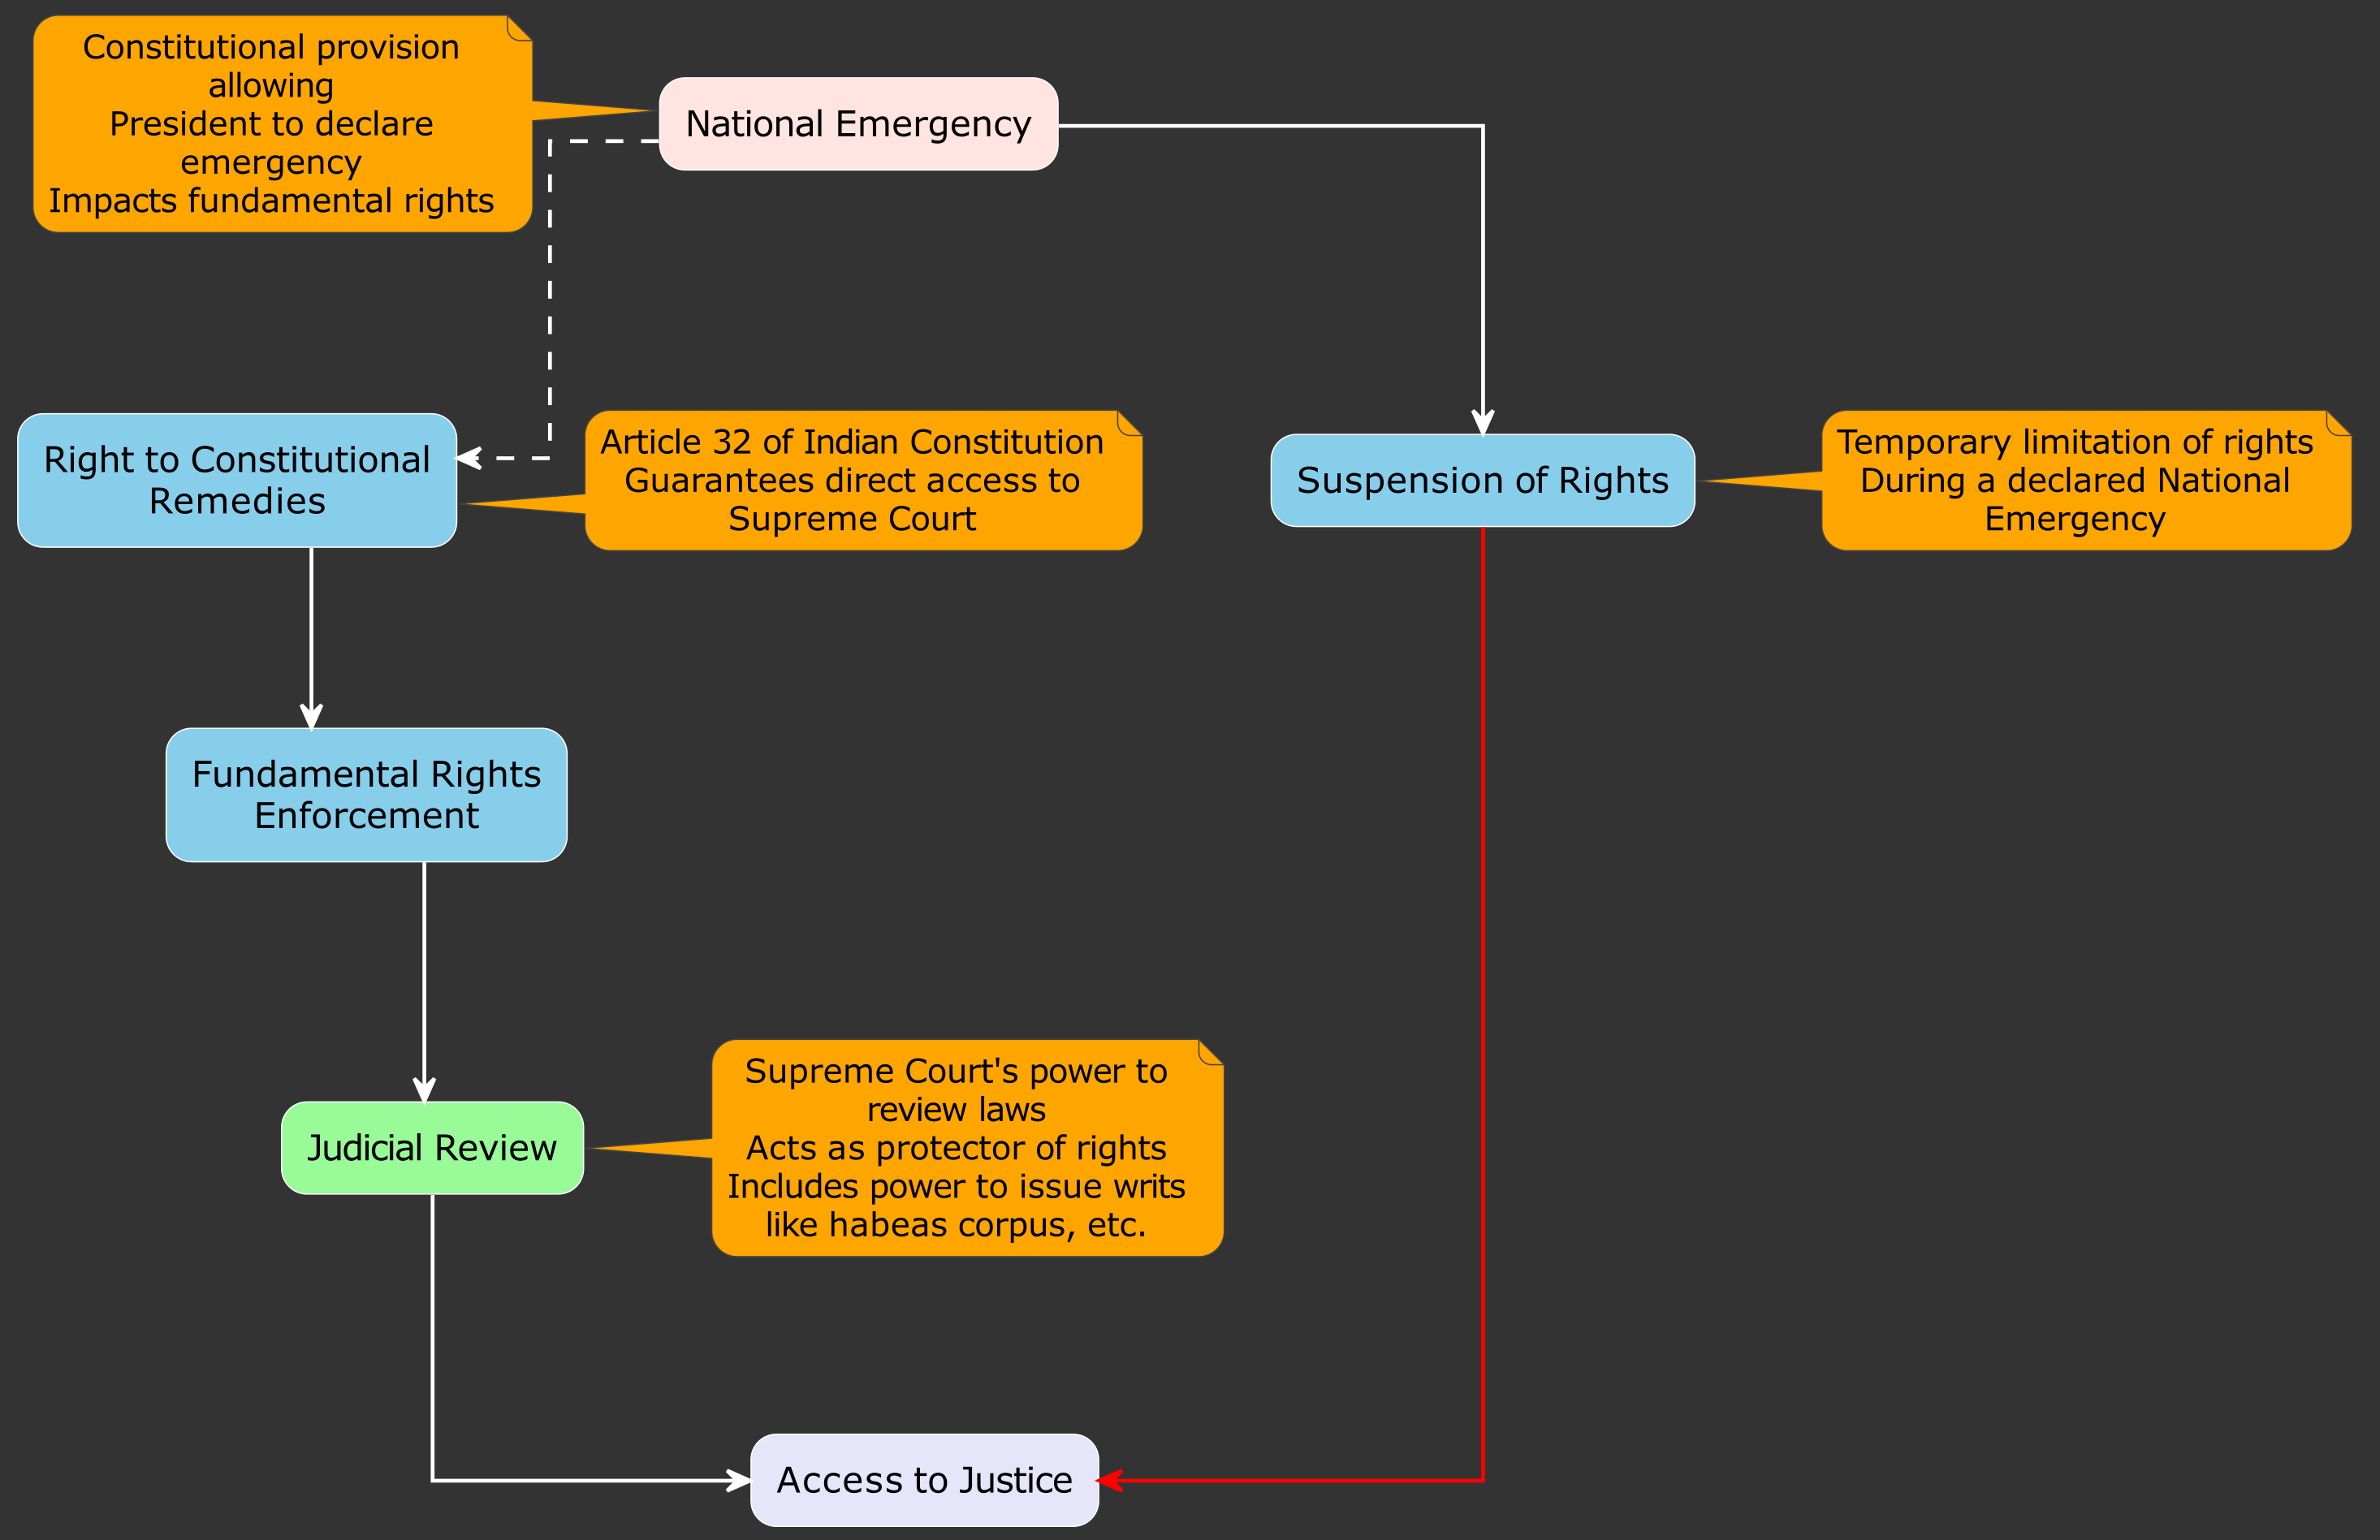 Constitutional provision
allowing
President to declare
emergency
Impacts fundamental rights
National Emergency
Right to Constitutional
Remedies
Article 32 of Indian Constitution
Guarantees direct access to
Supreme Court
Suspension of Rights
Temporary limitation of rights
During a declared National
Emergency
Fundamental Rights
Enforcement
Judicial Review
Supreme Court's power to
review laws
Acts as protector of rights
Includes power to issue writs
like habeas corpus, etc.
Access to Justice